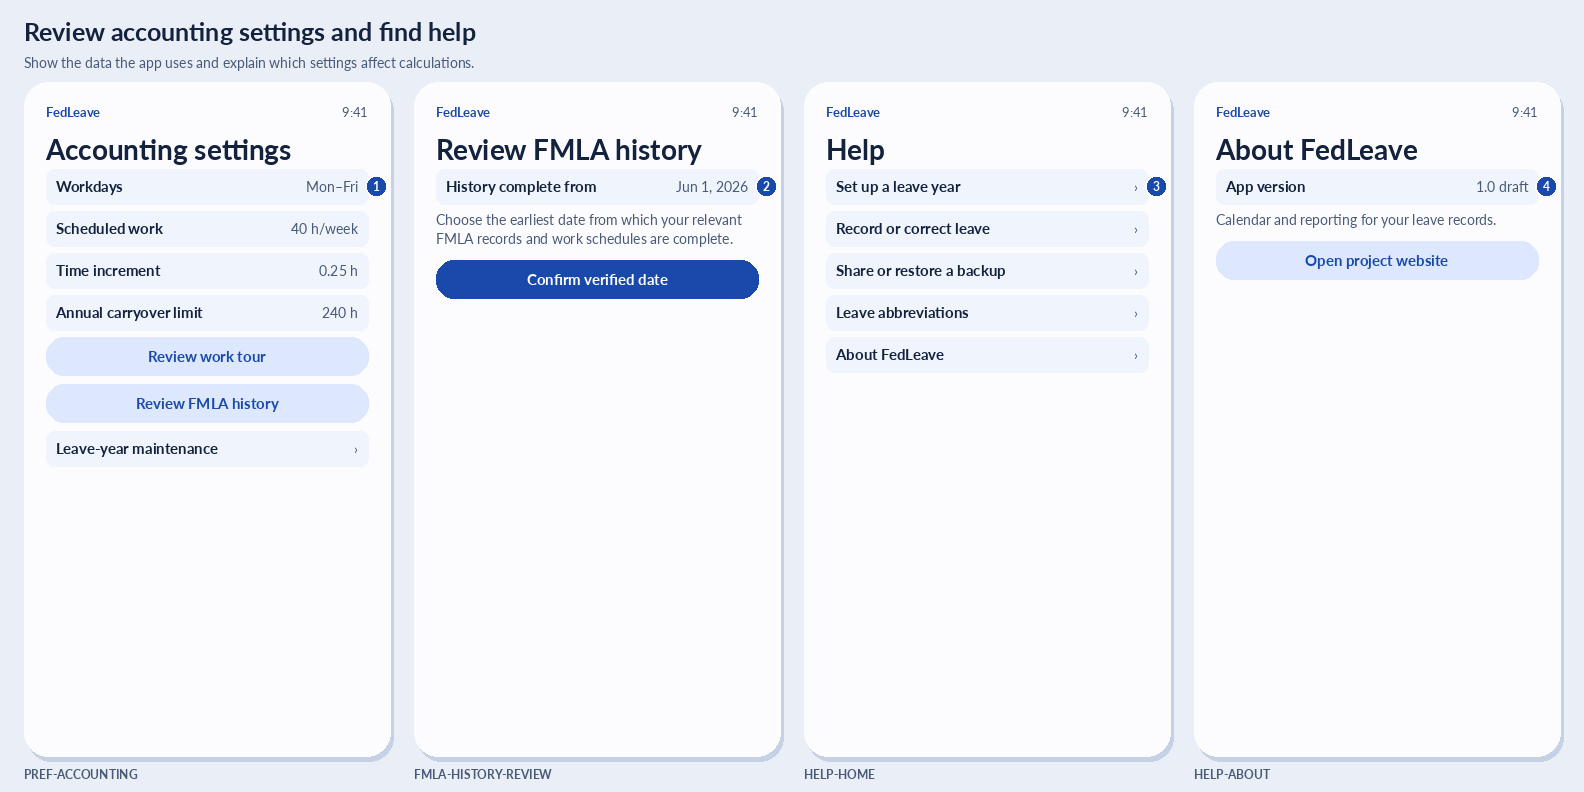 Review accounting settings and find help
Show the data the app uses and explain which settings affect calculations.
FedLeave 9:41
Accounting settings
Workdays Mon–Fri 1
Scheduled work 40 h/week
Time increment 0.25 h
Annual carryover limit 240 h
Review work tour
Review FMLA history
Leave-year maintenance ›
PREF-ACCOUNTING
FedLeave 9:41
Review FMLA history
History complete from Jun 1, 2026 2
Choose the earliest date from which your relevant
FMLA records and work schedules are complete.
Confirm verified date
FMLA-HISTORY-REVIEW
FedLeave 9:41
Help
Set up a leave year › 3
Record or correct leave ›
Share or restore a backup ›
Leave abbreviations ›
About FedLeave ›
HELP-HOME
FedLeave 9:41
About FedLeave
App version 1.0 draft 4
Calendar and reporting for your leave records.
Open project website
HELP-ABOUT